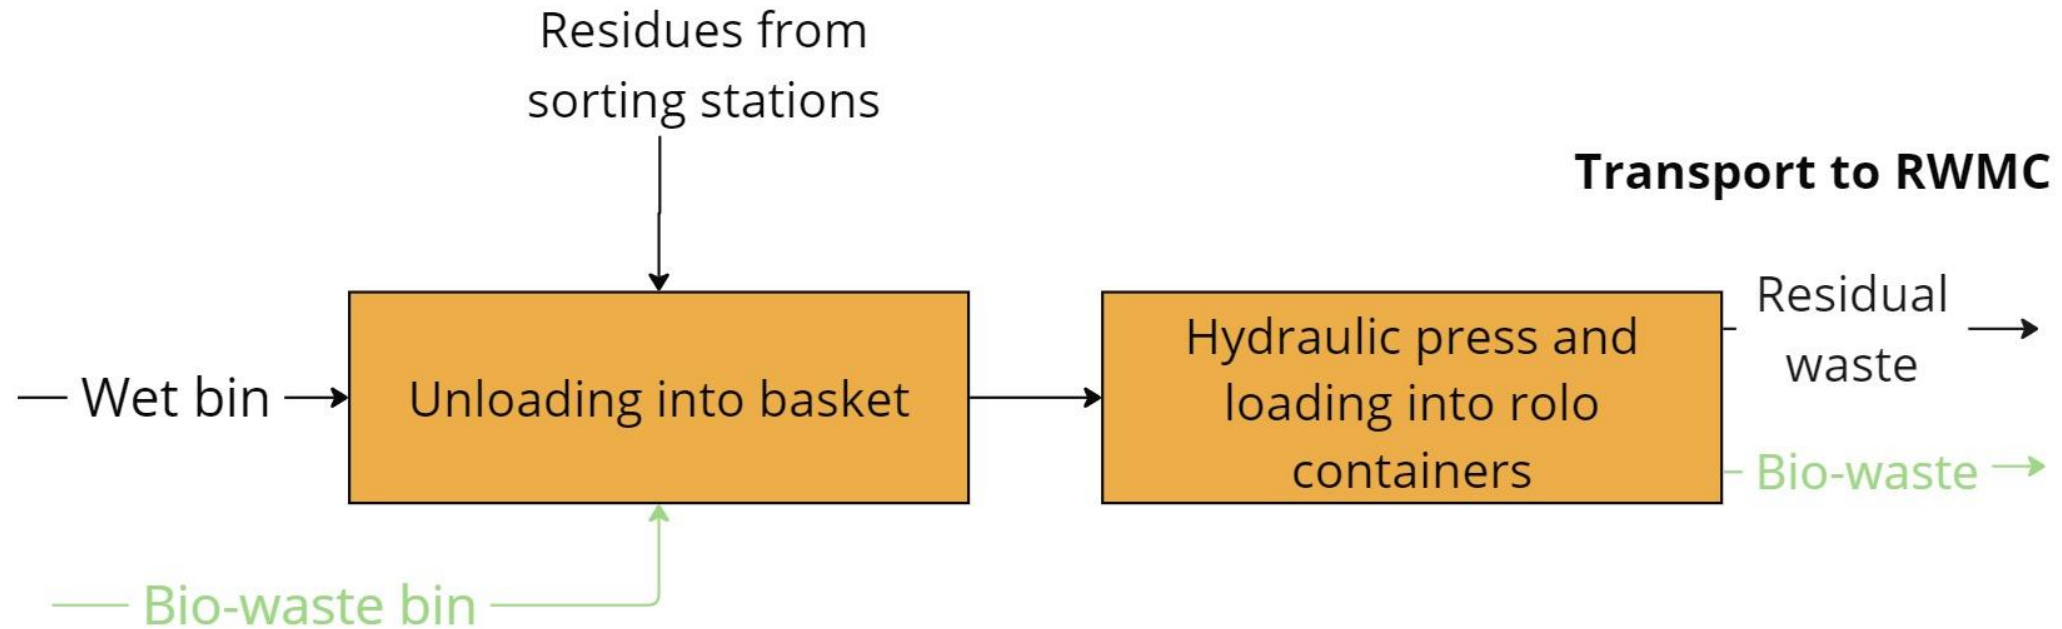 Residues from
sorting stations
Transport to RWMC
Wet bin
Unloading into basket
Hydraulic press and
loading into rolo
containers
Residual
waste
Bio-waste
Bio-waste bin